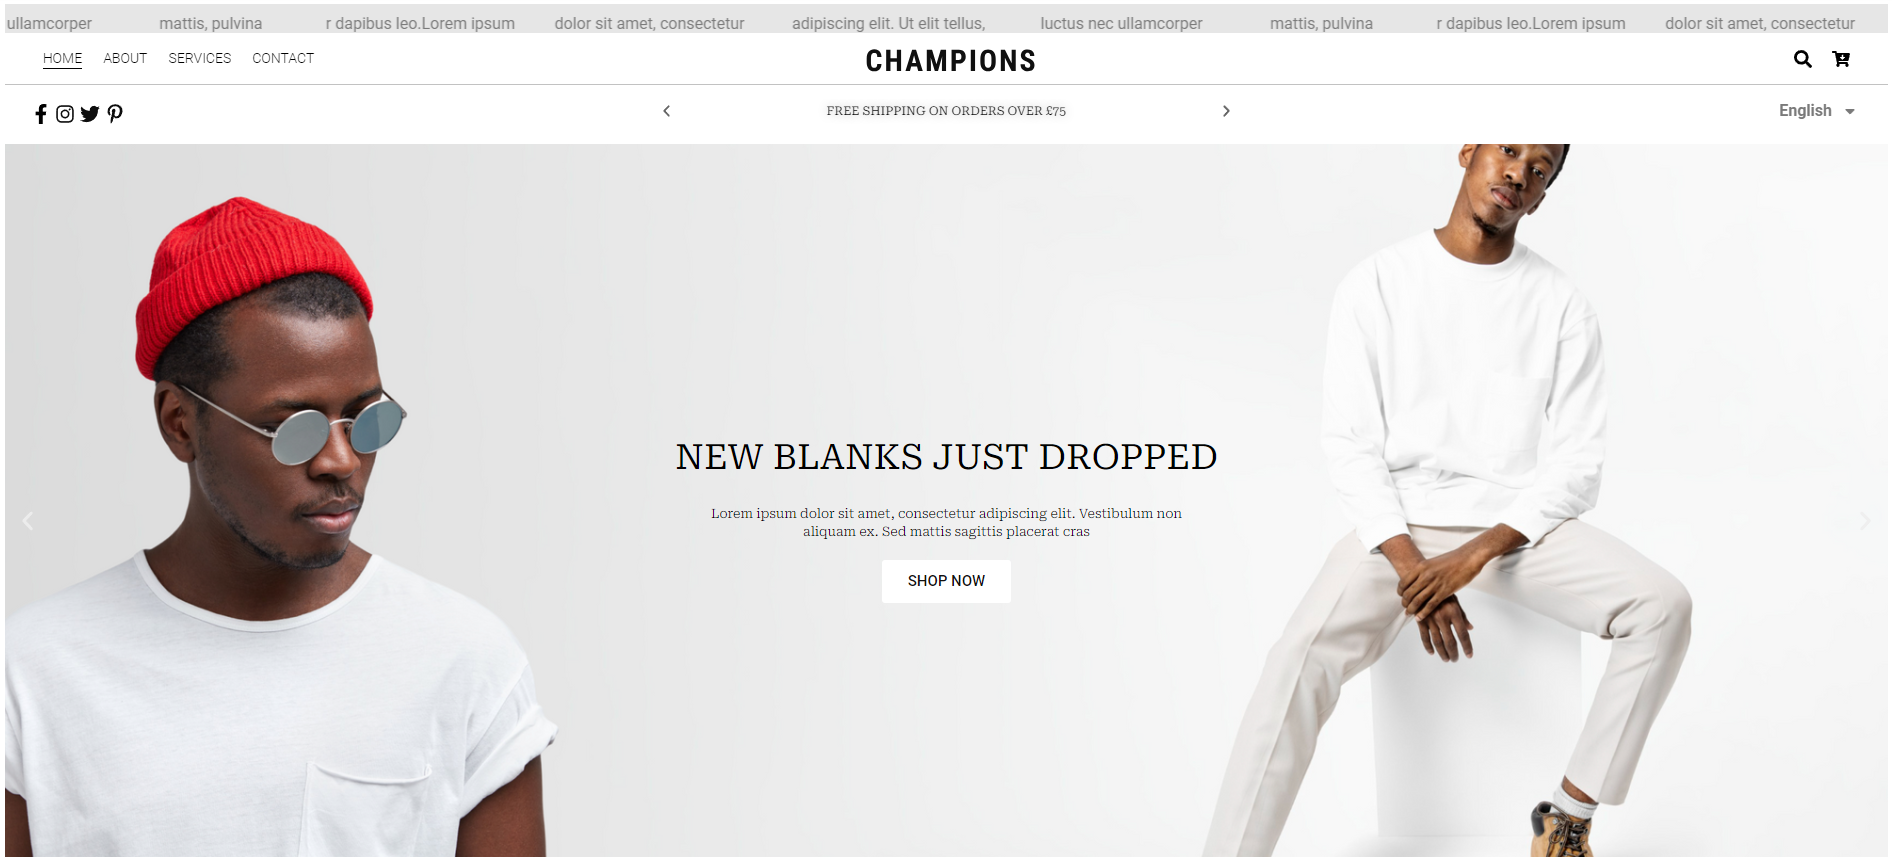 ullamcorper mattis, pulvina r dapibus leo.Lorem ipsum dolor sit amet, consectetur adipiscing elit. Ut elit tellus, luctus nec ullamcorper mattis, pulvina r dapibus leo.Lorem ipsum dolor sit amet, consectetur
HOME ABOUT SERVICES CONTACT CHAMPIONS
FREE SHIPPING ON ORDERS OVER £75 English
NEW BLANKS JUST DROPPED
Lorem ipsum dolor sit amet, consectetur adipiscing elit. Vestibulum non
aliquam ex. Sed mattis sagittis placerat cras
SHOP NOW